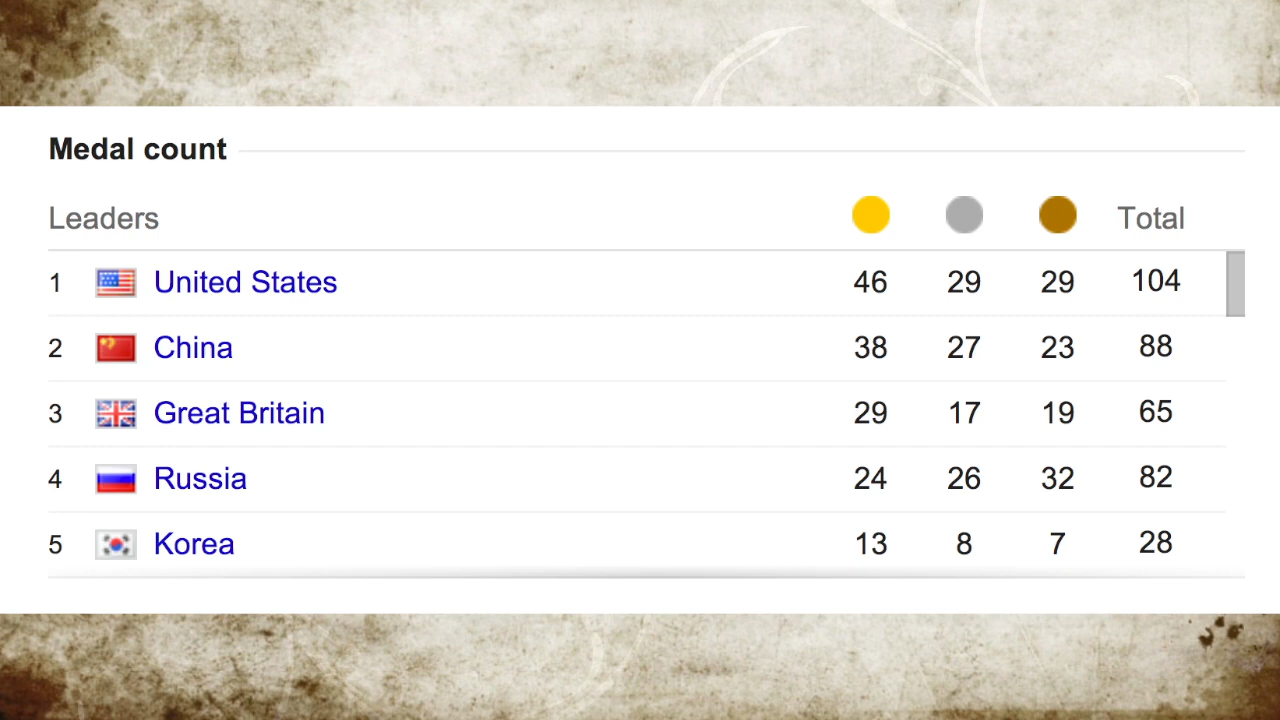 Medal count
Leaders Total
1 United States 46 29 29 104
2 China 38 27 23 88
3 Great Britain 29 17 19 65
4 Russia 24 26 32 82
5 Korea 13 8 7 28